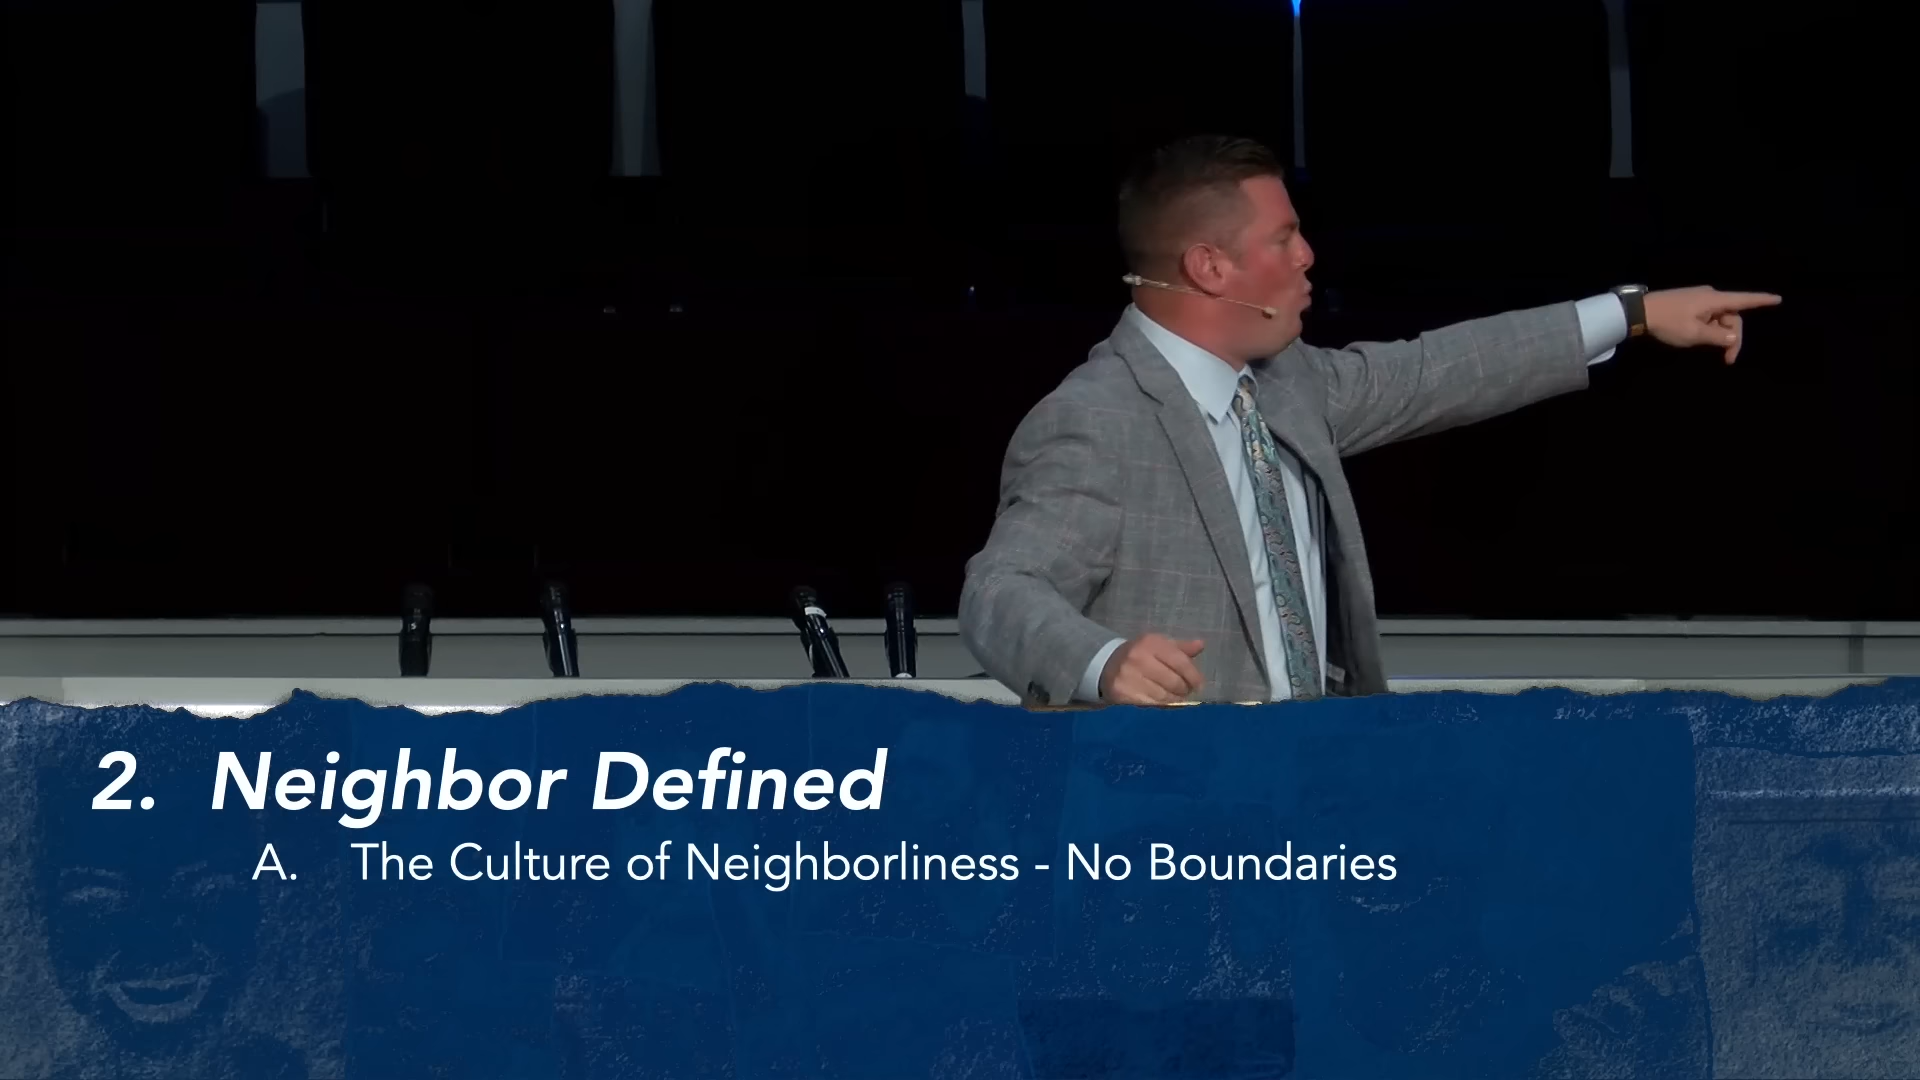 2. Neighbor Defined
A. The Culture of Neighborliness - No Boundaries